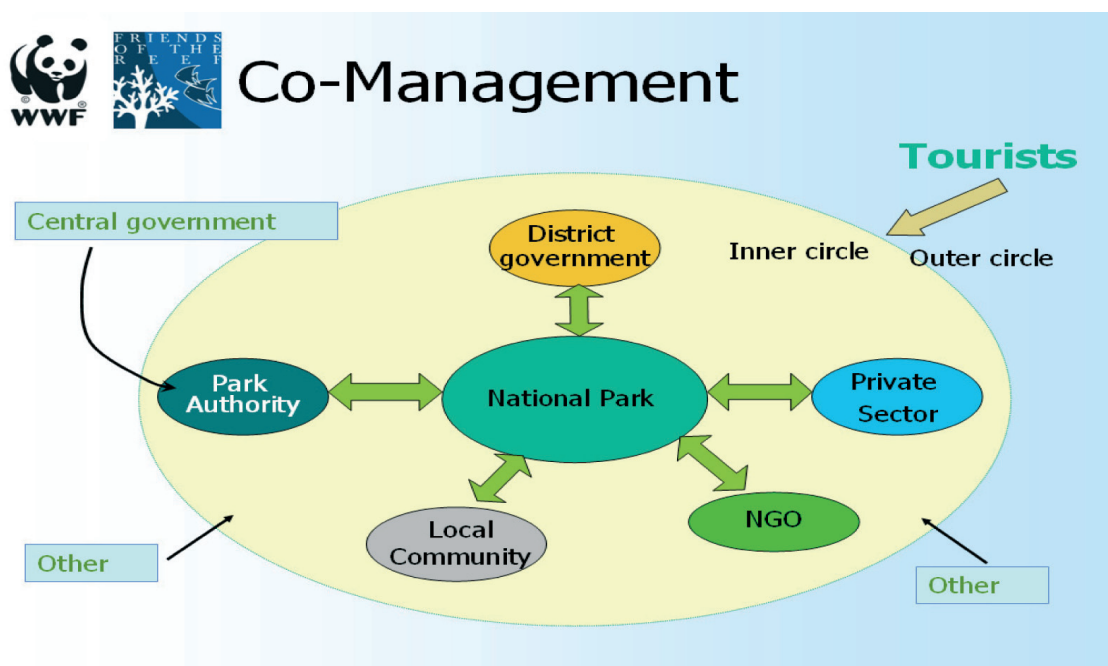 FRIENDS
OF THE
REEF
WWF
©
®
Co-Management
Tourists
Central government
District
government
Inner circle
Outer circle
Park
Authority
National Park
Private
Sector
Local
Community
NGO
Other
Other